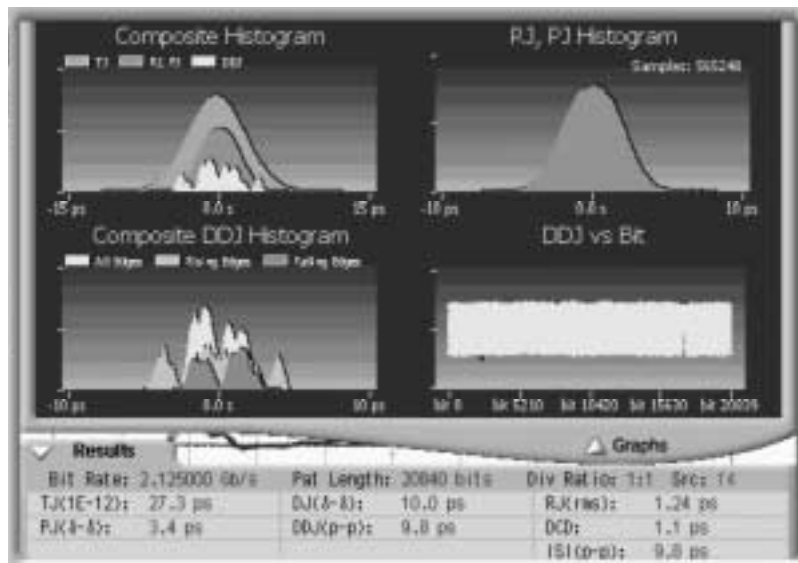 Composite Histogram
RJ, PJ Histogram
TJ RJ, PJ DDJ
Samples: 565248
-15 ps 0.0 s 15 ps
-10 ps 0.0 s 10 ps
Composite DDJ Histogram
DDJ vs Bit
All Edges Rising Edges Falling Edges
-10 ps 0.0 s 10 ps
bit 0 bit 5210 bit 10420 bit 15630 bit 20839
Results
Graphs
Bit Rate: 2.125000 Gb/s Pat Length: 20840 bits Div Ratio: 1:1 Src:
TJ(1E-12): 27.3 ps DJ(δ-δ): 10.0 ps RJ(rms): 1.24 ps
PJ(δ-δ): 3.4 ps DDJ(p-p): 9.8 ps DCD: 1.1 ps
ISI(p-p): 9.8 ps